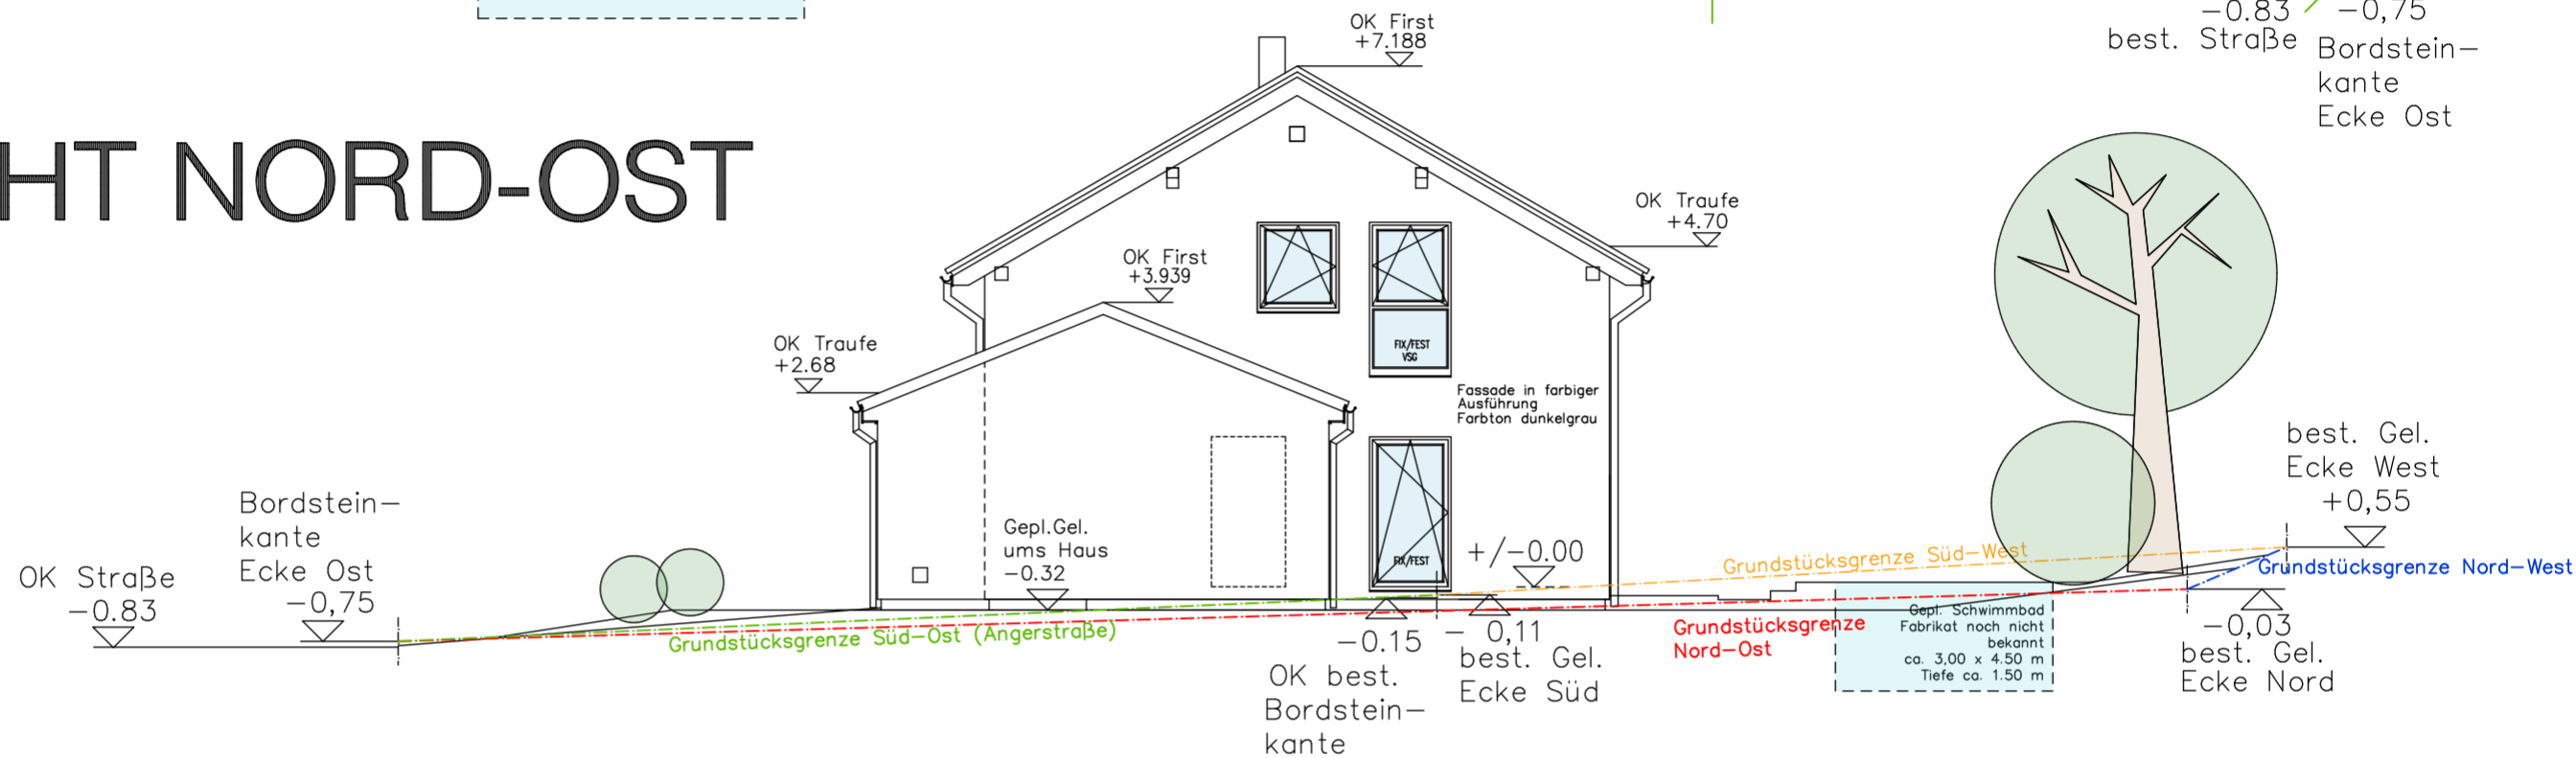 HT NORD-OST
OK First
+7.188
-0.83
best. Straße
-0,75
Bordstein-
kante
Ecke Ost
OK Traufe
+4.70
OK First
+3.939
OK Traufe
+2.68
FIX/FEST
VSG
Fassade in farbiger
Ausführung
Farbton dunkelgrau
OK Straße
-0.83
Bordstein-
kante
Ecke Ost
-0,75
Gepl.Gel.
ums Haus
-0.32
FIX/FEST
+/-0.00
best. Gel.
Ecke West
+0,55
Grundstücksgrenze Süd-West
Grundstücksgrenze Nord-West
Grundstücksgrenze Süd-Ost (Angerstraße)
-0.15
OK best.
Bordstein-
kante
- 0,11
best. Gel.
Ecke Süd
Grundstücksgrenze
Nord-Ost
Gepl. Schwimmbad
Fabrikat noch nicht
bekannt
ca. 3,00 x 4.50 m
Tiefe ca. 1.50 m
-0,03
best. Gel.
Ecke Nord